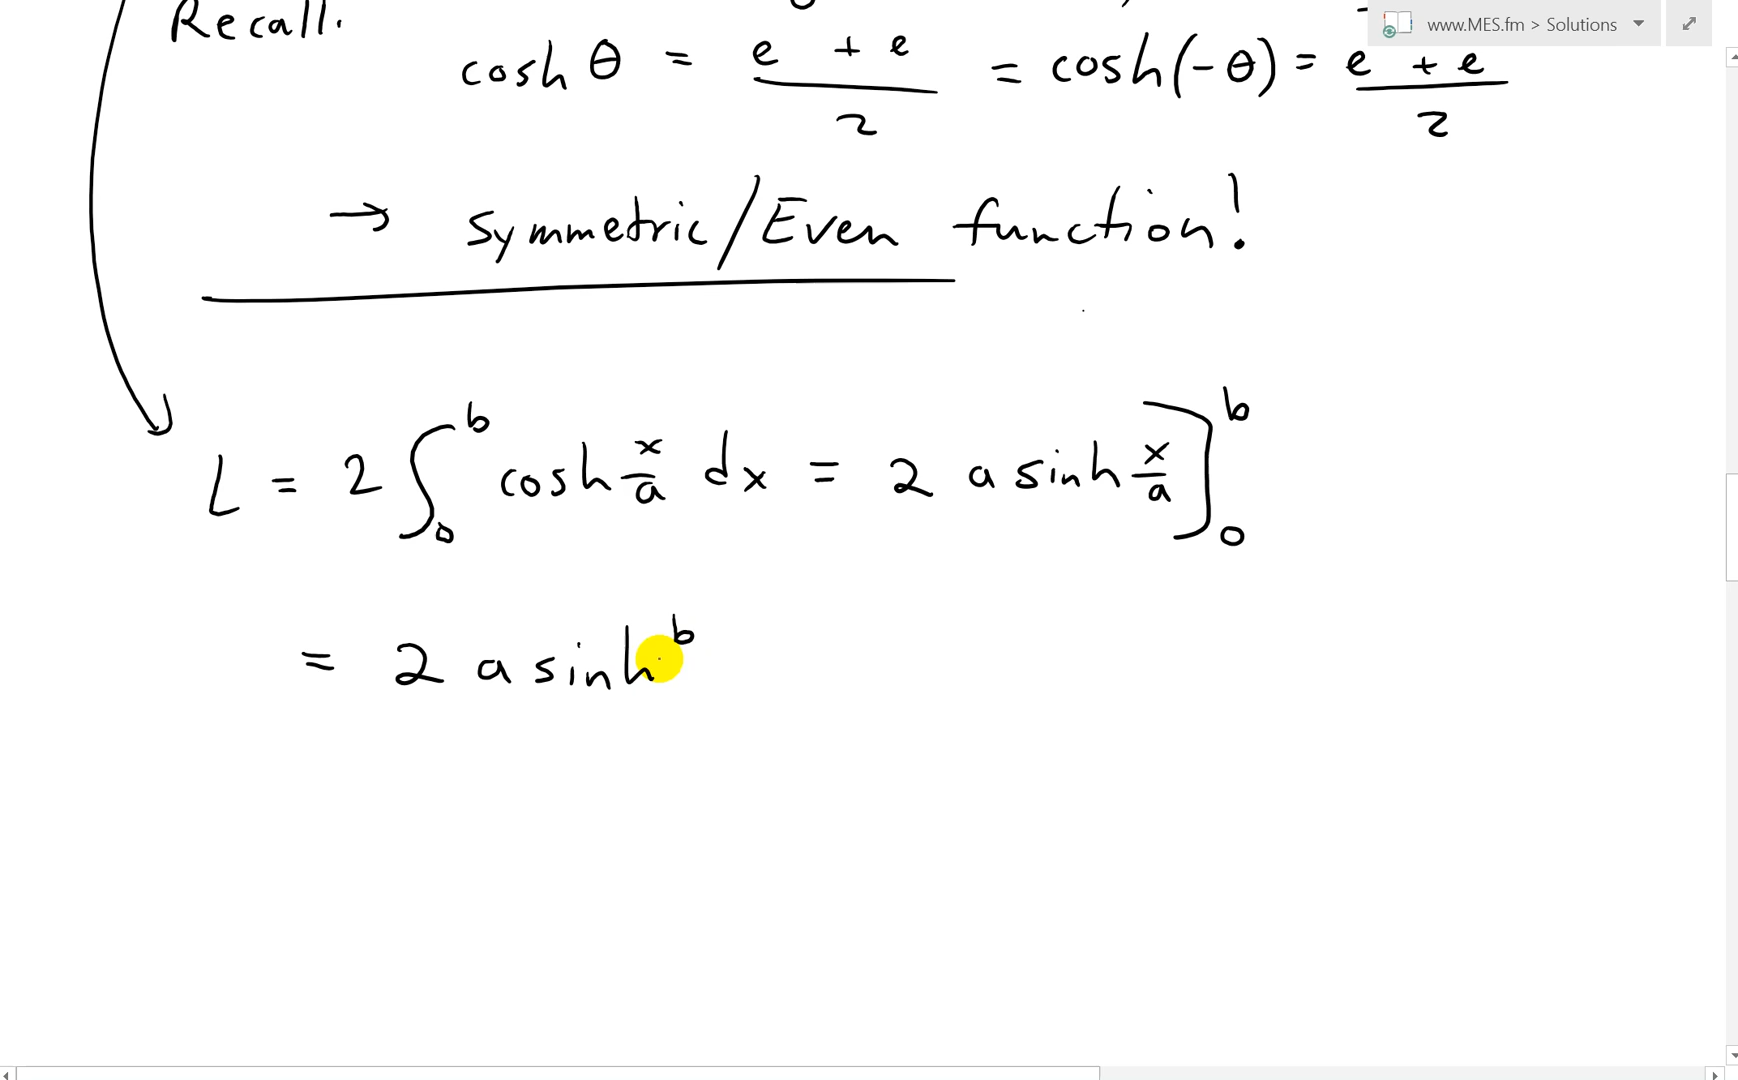 www.MES.fm > Solutions
Recall:
cosh θ = e + e / 2 = cosh(-θ) = e + e / 2
→ Symmetric/Even function!
L = 2 ∫₀ᵇ cosh x/a dx = 2 a sinh x/a ]₀ᵇ
= 2 a sinh b